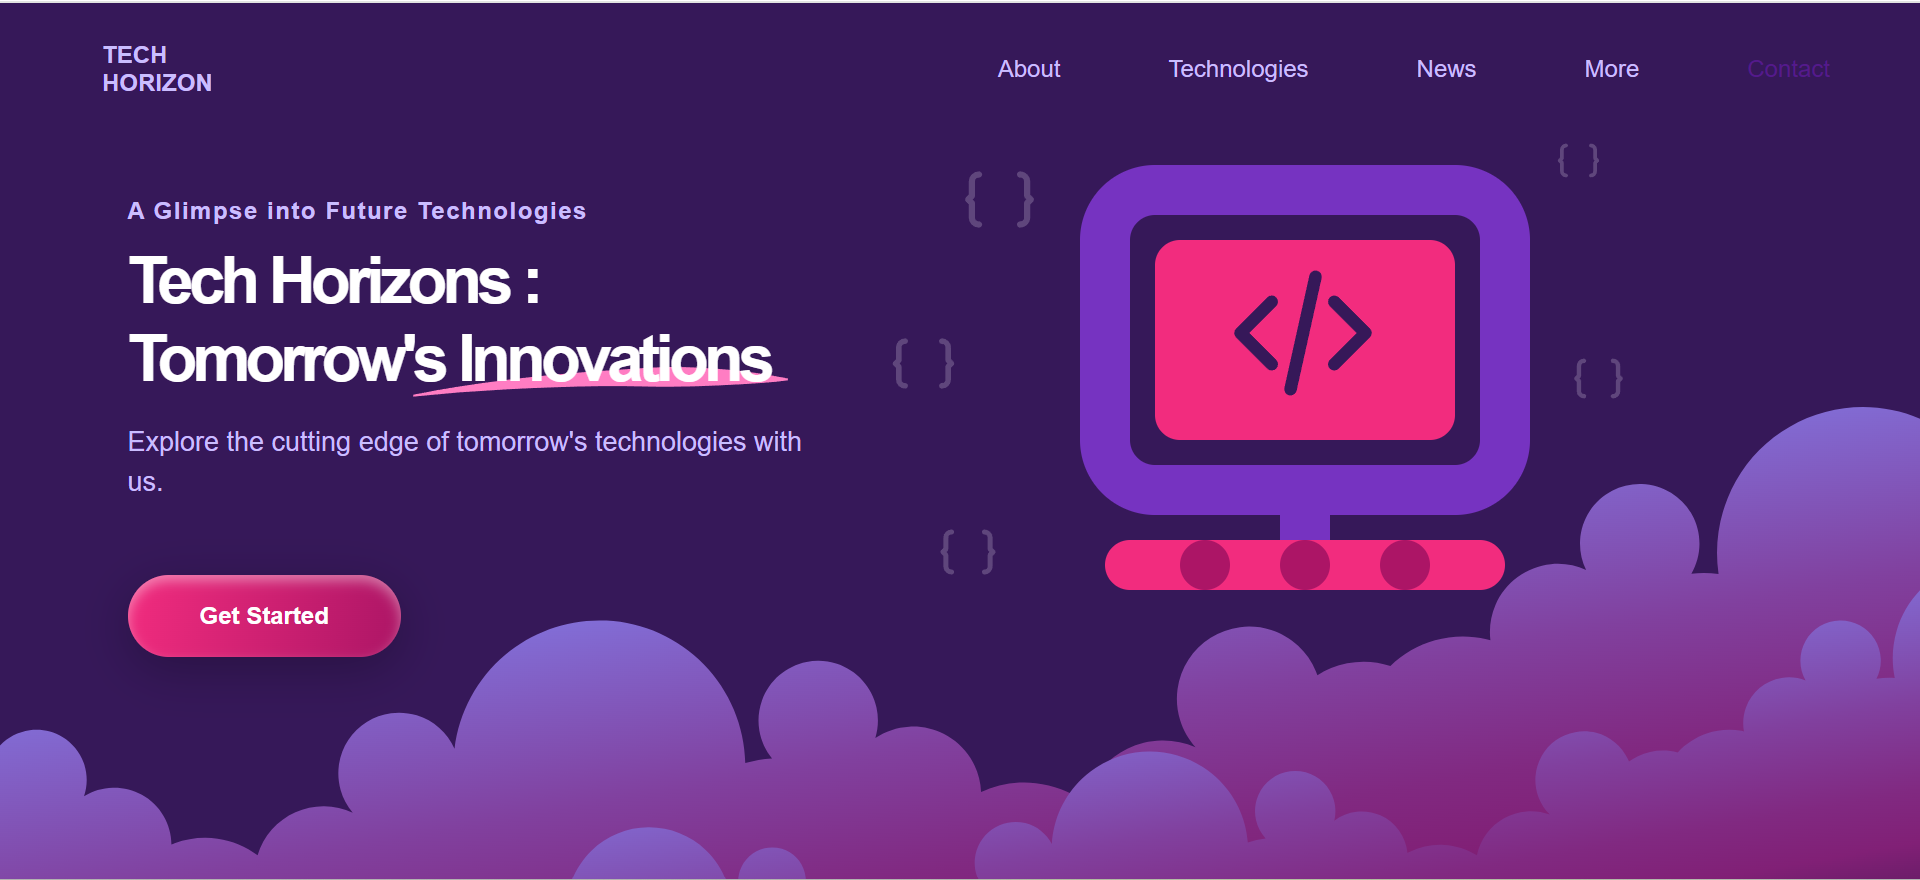 TECH
HORIZON
About
Technologies
News
More
Contact
A Glimpse into Future Technologies
Tech Horizons :
Tomorrow's Innovations
Explore the cutting edge of tomorrow's technologies with
us.
Get Started
{ }
{ }
{ }
{ }
{ }
</>